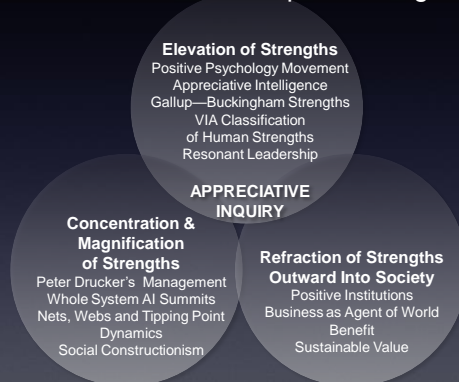 Elevation of Strengths
Positive Psychology Movement
Appreciative Intelligence
Gallup—Buckingham Strengths
VIA Classification
of Human Strengths
Resonant Leadership
APPRECIATIVE
INQUIRY
Concentration &
Magnification
of Strengths
Peter Drucker's Management
Whole System AI Summits
Nets, Webs and Tipping Point
Dynamics
Social Constructionism
Refraction of Strengths
Outward Into Society
Positive Institutions
Business as Agent of World
Benefit
Sustainable Value